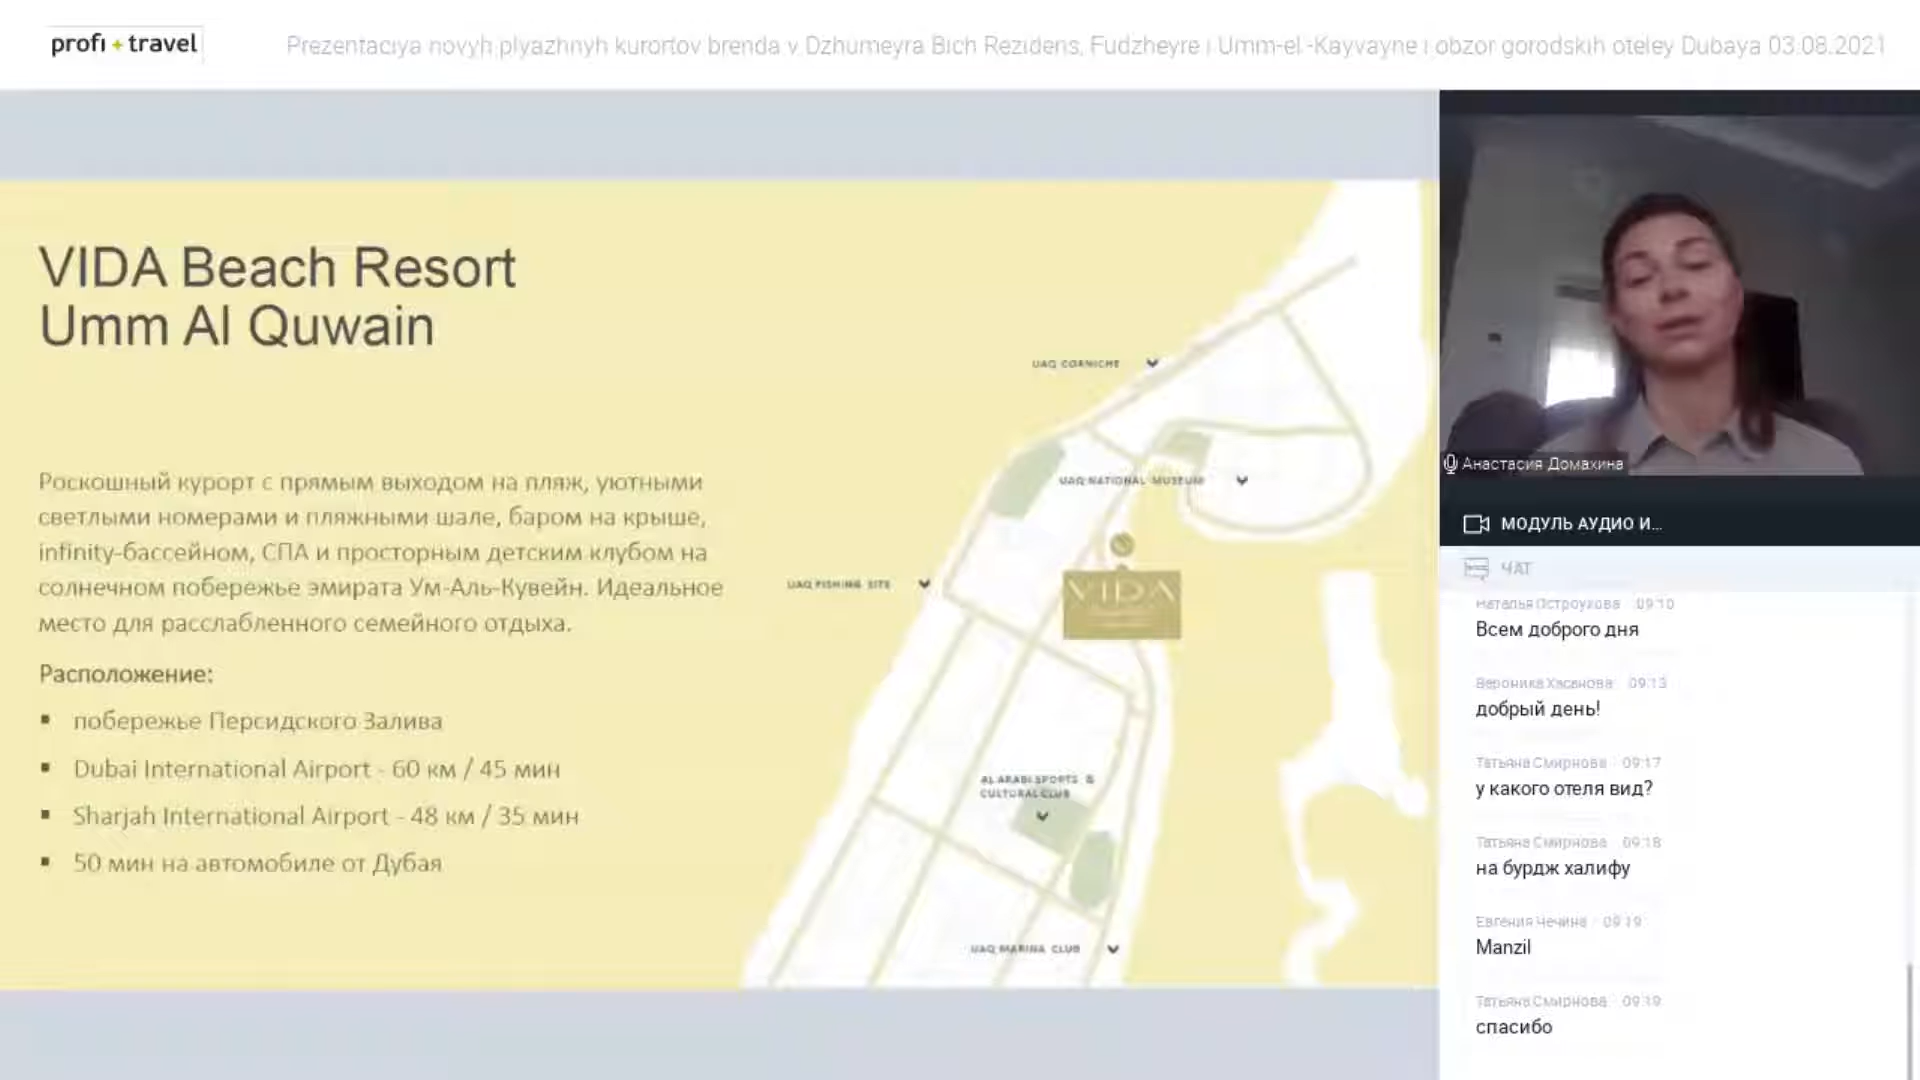 profi travel
Prezentaciya novyh plyazhnyh kurortov brenda v Dzhumeyra Bich Rezidens, Fudzheyre i Umm-el -Kayvayne i obzor gorodskih oteley Dubaya 03.08.2021
VIDA Beach Resort
Umm Al Quwain
Роскошный курорт с прямым выходом на пляж, уютными
светлыми номерами и пляжными шале, баром на крыше,
infinity-бассейном, СПА и просторным детским клубом на
солнечном побережье эмирата Ум-Аль-Кувейн. Идеальное
место для расслабленного семейного отдыха.
Расположение:
▪ побережье Персидского Залива
▪ Dubai International Airport - 60 км / 45 мин
▪ Sharjah International Airport - 48 км / 35 мин
▪ 50 мин на автомобиле от Дубая
UAQ CORNICHE
UAQ NATIONAL MUSEUM
UAQ FISHING SITE
VIDA
AL ARABI SPORTS &
CULTURAL CLUB
UAQ MARINA CLUB
Анастасия Домахина
МОДУЛЬ АУДИО И...
ЧАТ
Наталья Остроухова 09:10
Всем доброго дня
Вероника Хасанова 09:13
добрый день!
Татьяна Смирнова 09:17
у какого отеля вид?
Татьяна Смирнова 09:18
на бурдж халифу
Евгения Чечина 09:19
Manzil
Татьяна Смирнова 09:19
спасибо